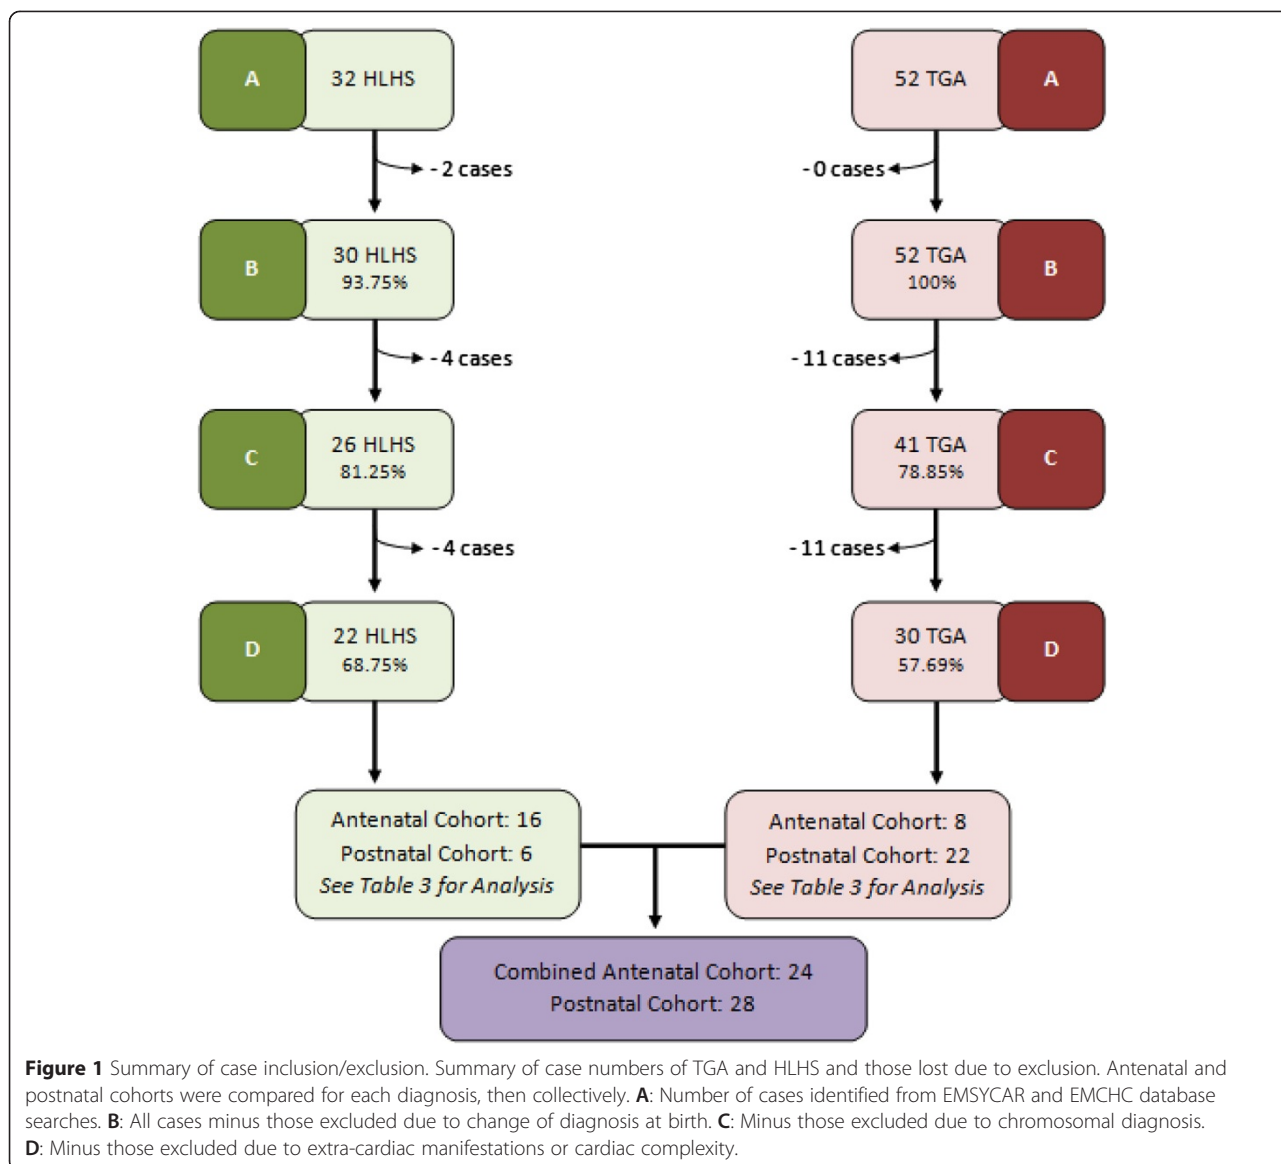 A
32 HLHS
52 TGA
A
- 2 cases
- 0 cases
B
30 HLHS
93.75%
52 TGA
100%
B
- 4 cases
- 11 cases
C
26 HLHS
81.25%
41 TGA
78.85%
C
- 4 cases
- 11 cases
D
22 HLHS
68.75%
30 TGA
57.69%
D
Antenatal Cohort: 16
Postnatal Cohort: 6
See Table 3 for Analysis
Antenatal Cohort: 8
Postnatal Cohort: 22
See Table 3 for Analysis
Combined Antenatal Cohort: 24
Postnatal Cohort: 28
Figure 1 Summary of case inclusion/exclusion. Summary of case numbers of TGA and HLHS and those lost due to exclusion. Antenatal and
postnatal cohorts were compared for each diagnosis, then collectively. A: Number of cases identified from EMSYCAR and EMCHC database
searches. B: All cases minus those excluded due to change of diagnosis at birth. C: Minus those excluded due to chromosomal diagnosis.
D: Minus those excluded due to extra-cardiac manifestations or cardiac complexity.